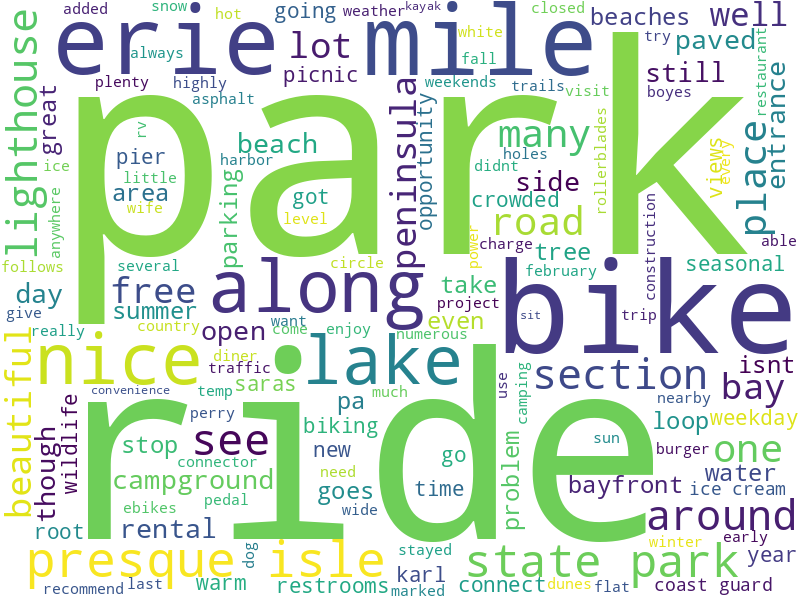 added
snow
hot
going
weather
kayak
closed
beaches
well
erie
mile
always
lot
white
try
paved
fall
picnic
still
plenty
highly
weekends
trails
visit
boyes
restaurant
lighthouse
great
asphalt
park
rv
pier
beach
many
holes
harbor
ice
little
area
got
side
crowded
wife
level
parking
peninsula
opportunity
rollerblades
views
every
place
entrance
anywhere
road
charge
tree
able
power
follows
several
circle
february
construction
seasonal
day
free
along
take
project
trip
give
summer
even
bike
sit
really
country
open
want
come
enjoy
numerous
nice
diner
lake
traffic
isnt
beautiful
convenience
temp
saras
much
section
bay
use
camping
nearby
wildlife
perry
pa
loop
weekday
though
stop
see
biking
ride
sun
one
connector
new
go
burger
campground
need
goes
time
problem
water
ebikes
pedal
wide
bayfront
ice cream
root
rental
around
early
presque isle
dog
stayed
state park
winter
year
recommend
last
warm
restrooms
karl
marked
connect
dunes
flat
coast guard